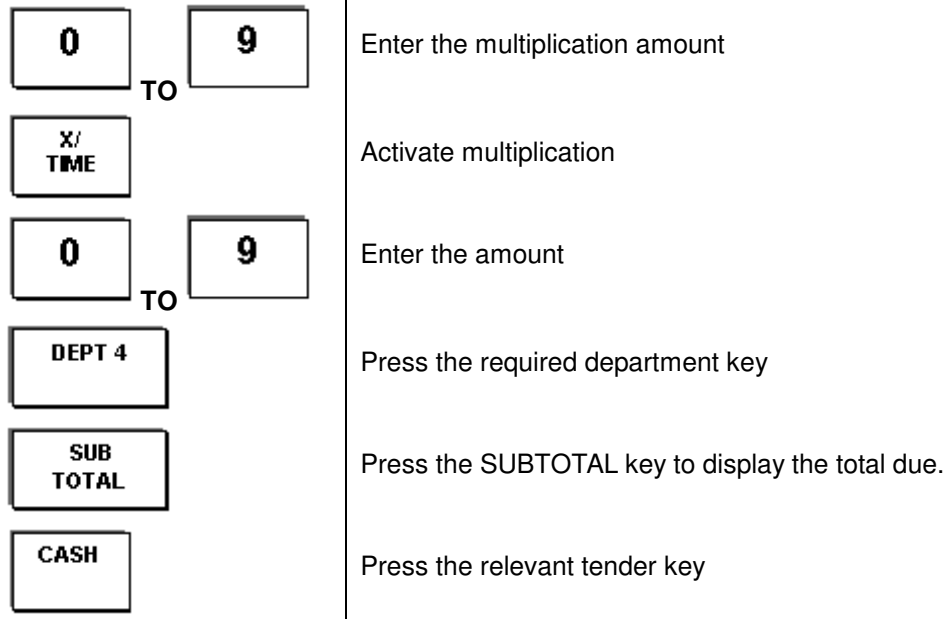 0 TO 9 Enter the multiplication amount
X/
TIME
Activate multiplication
0 TO 9 Enter the amount
DEPT 4
Press the required department key
SUB
TOTAL
Press the SUBTOTAL key to display the total due.
CASH
Press the relevant tender key